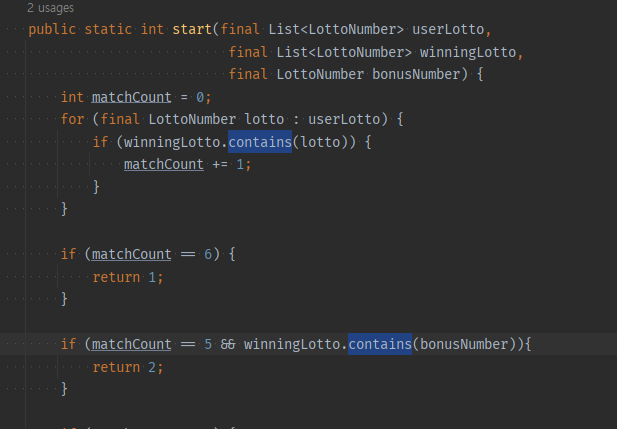 2 usages
public static int start(final List<LottoNumber> userLotto,
final List<LottoNumber> winningLotto,
final LottoNumber bonusNumber) {
int matchCount = 0;
for (final LottoNumber lotto : userLotto) {
if (winningLotto.contains(lotto)) {
matchCount += 1;
}
}
if (matchCount == 6) {
return 1;
}
if (matchCount == 5 && winningLotto.contains(bonusNumber)){
return 2;
}